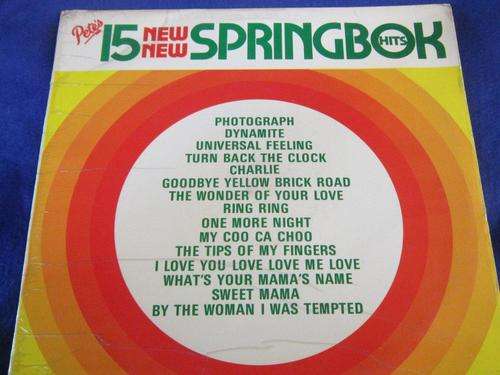 Pete's
15 NEW NEW SPRINGBOK HITS
PHOTOGRAPH
DYNAMITE
UNIVERSAL FEELING
TURN BACK THE CLOCK
CHARLIE
GOODBYE YELLOW BRICK ROAD
THE WONDER OF YOUR LOVE
RING RING
ONE MORE NIGHT
MY COO CA CHOO
THE TIPS OF MY FINGERS
I LOVE YOU LOVE LOVE ME LOVE
WHAT'S YOUR MAMA'S NAME
SWEET MAMA
BY THE WOMAN I WAS TEMPTED